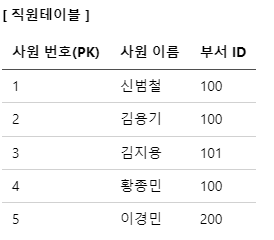 [ 직원테이블 ]
사원 번호(PK) 사원 이름 부서 ID
1 신범철 100
2 김용기 100
3 김지용 101
4 황종민 100
5 이경민 200